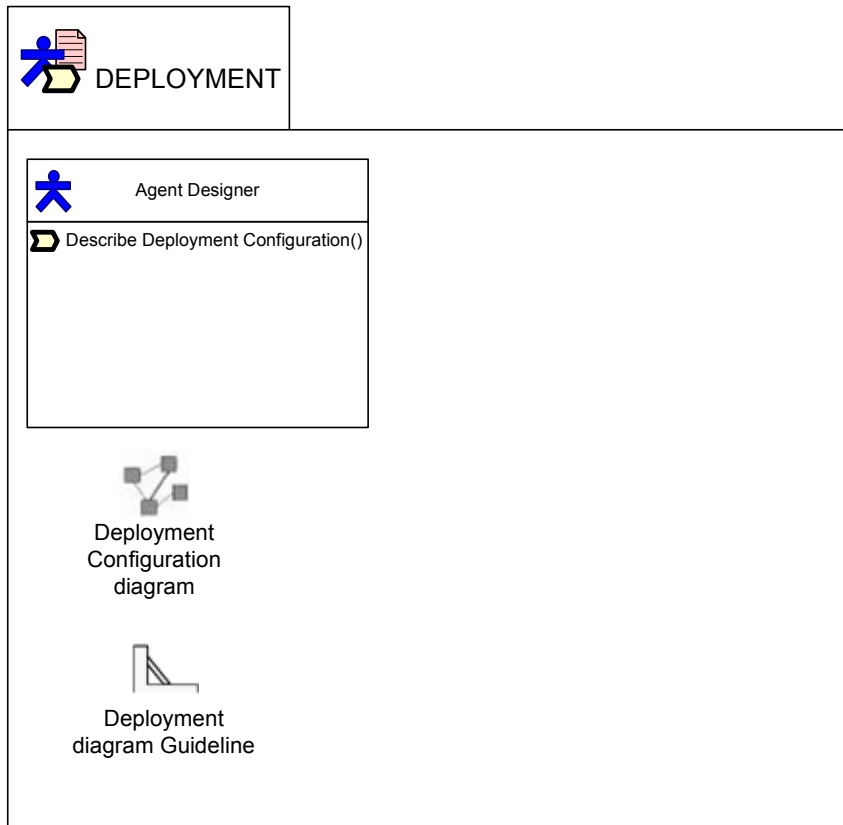 DEPLOYMENT
Agent Designer
Describe Deployment Configuration()
Deployment
Configuration
diagram
Deployment
diagram Guideline